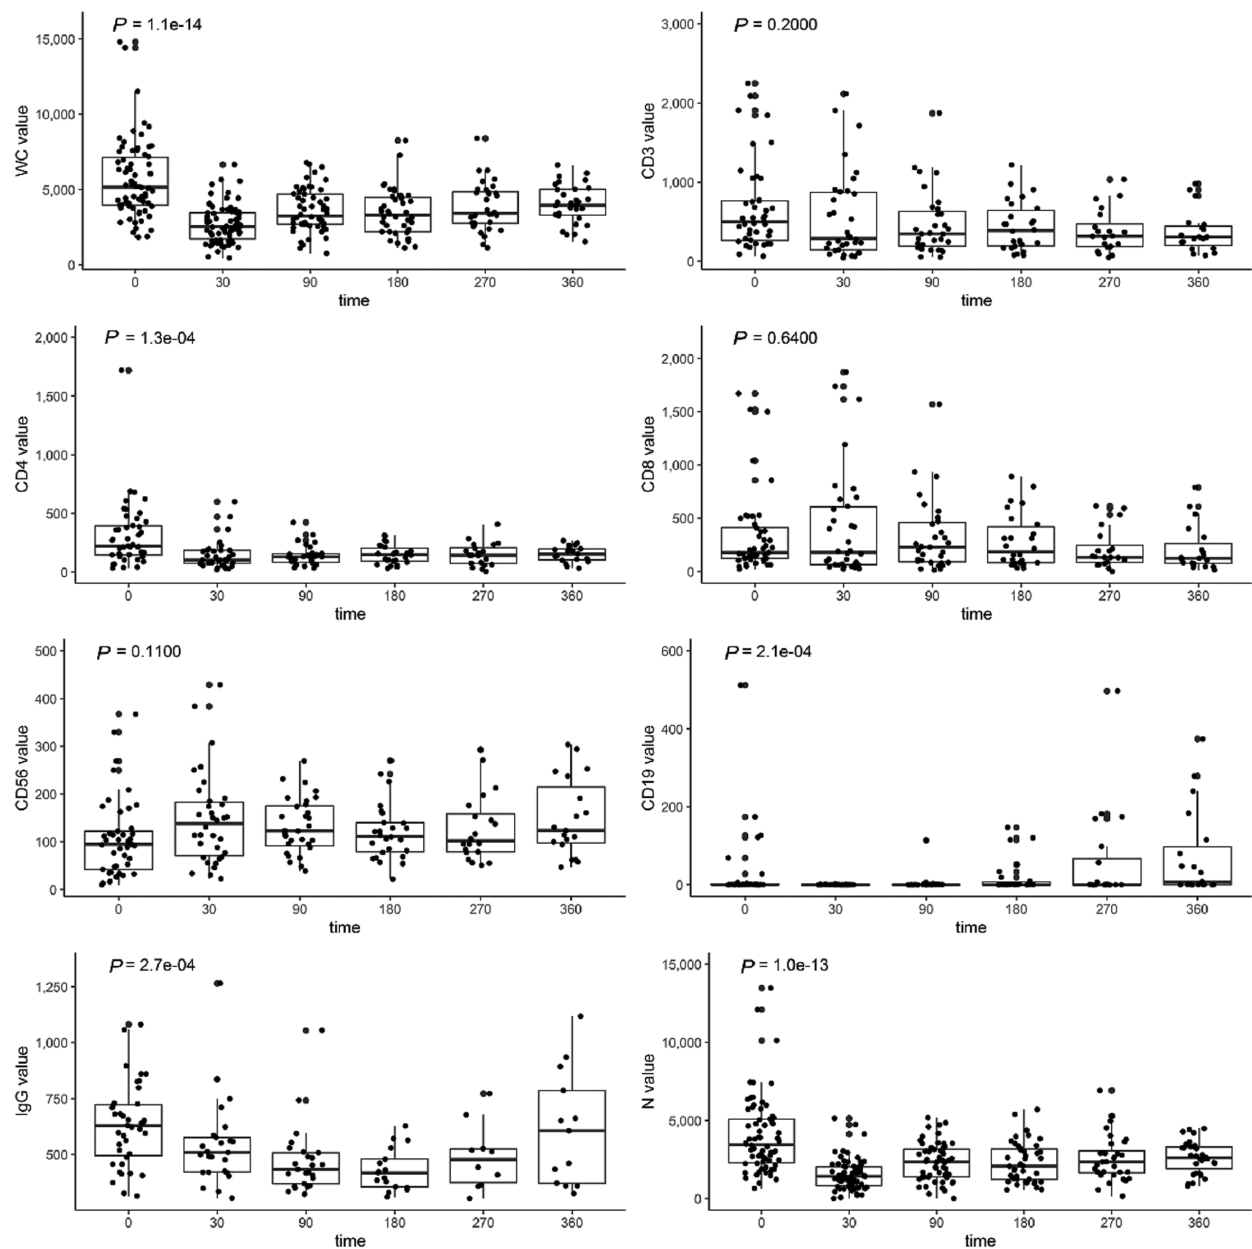 P = 1.1e-14
WC value
15,000
10,000
5,000
0
0 30 90 180 270 360
time
P = 0.2000
CD3 value
3,000
2,000
1,000
0
0 30 90 180 270 360
time
P = 1.3e-04
CD4 value
2,000
1,500
1,000
500
0
0 30 90 180 270 360
time
P = 0.6400
CD8 value
2,000
1,500
1,000
500
0
0 30 90 180 270 360
time
P = 0.1100
CD56 value
500
400
300
200
100
0
0 30 90 180 270 360
time
P = 2.1e-04
CD19 value
600
400
200
0
0 30 90 180 270 360
time
P = 2.7e-04
IgG value
1,250
1,000
750
500
0 30 90 180 270 360
time
P = 1.0e-13
N value
15,000
10,000
5,000
0
0 30 90 180 270 360
time